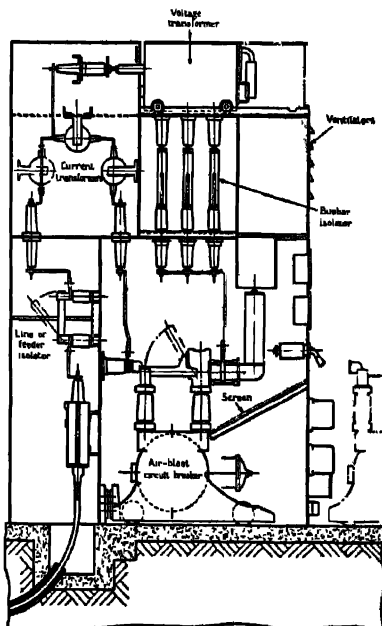 Voltage
transformer
Ventilators
Current
transformers
Busbar
isolator
Line or
feeder
isolator
Screen
Air-blast
circuit breaker